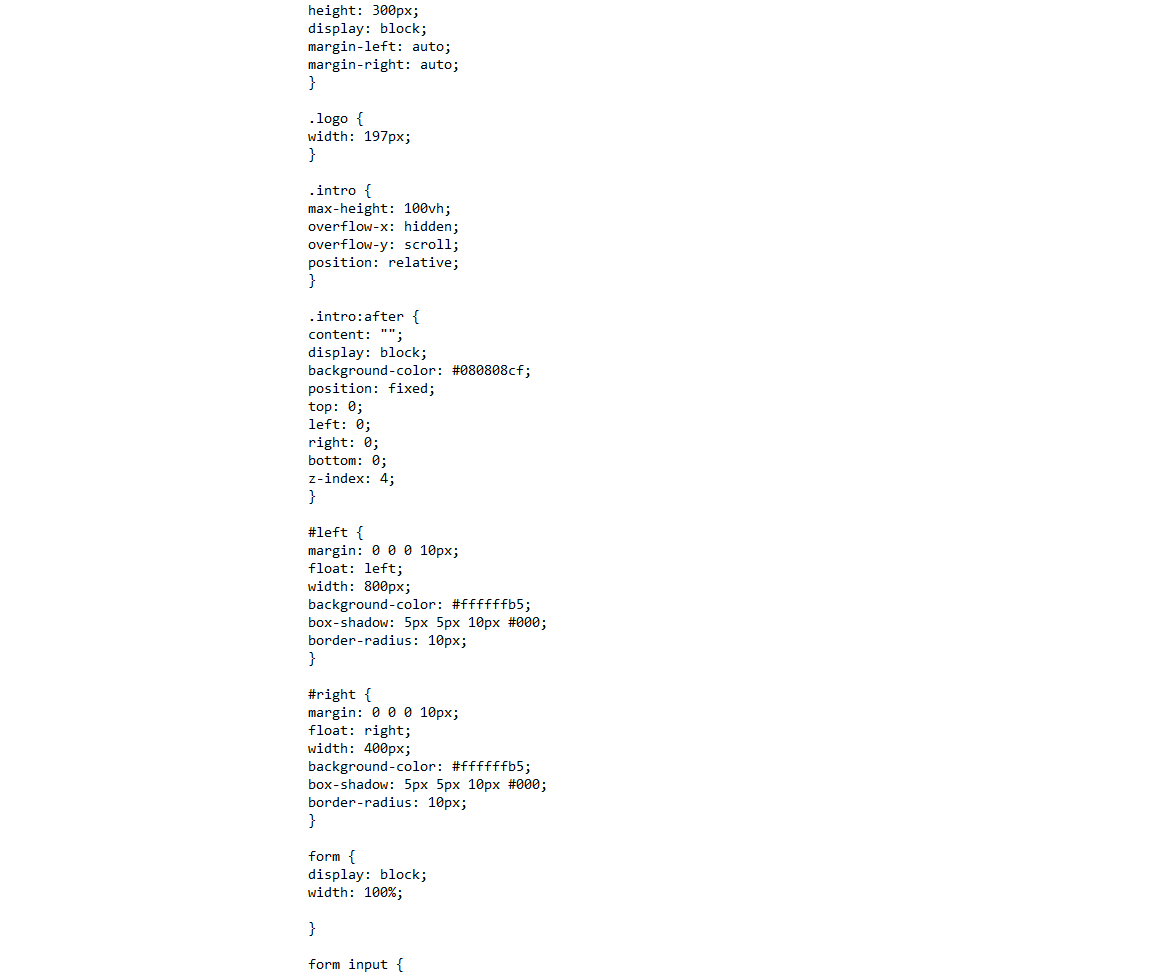 height: 300px;
display: block;
margin-left: auto;
margin-right: auto;
}

.logo {
width: 197px;
}

.intro {
max-height: 100vh;
overflow-x: hidden;
overflow-y: scroll;
position: relative;
}

.intro:after {
content: "";
display: block;
background-color: #080808cf;
position: fixed;
top: 0;
left: 0;
right: 0;
bottom: 0;
z-index: 4;
}

#left {
margin: 0 0 0 10px;
float: left;
width: 800px;
background-color: #ffffffb5;
box-shadow: 5px 5px 10px #000;
border-radius: 10px;
}

#right {
margin: 0 0 0 10px;
float: right;
width: 400px;
background-color: #ffffffb5;
box-shadow: 5px 5px 10px #000;
border-radius: 10px;
}

form {
display: block;
width: 100%;

}

form input {